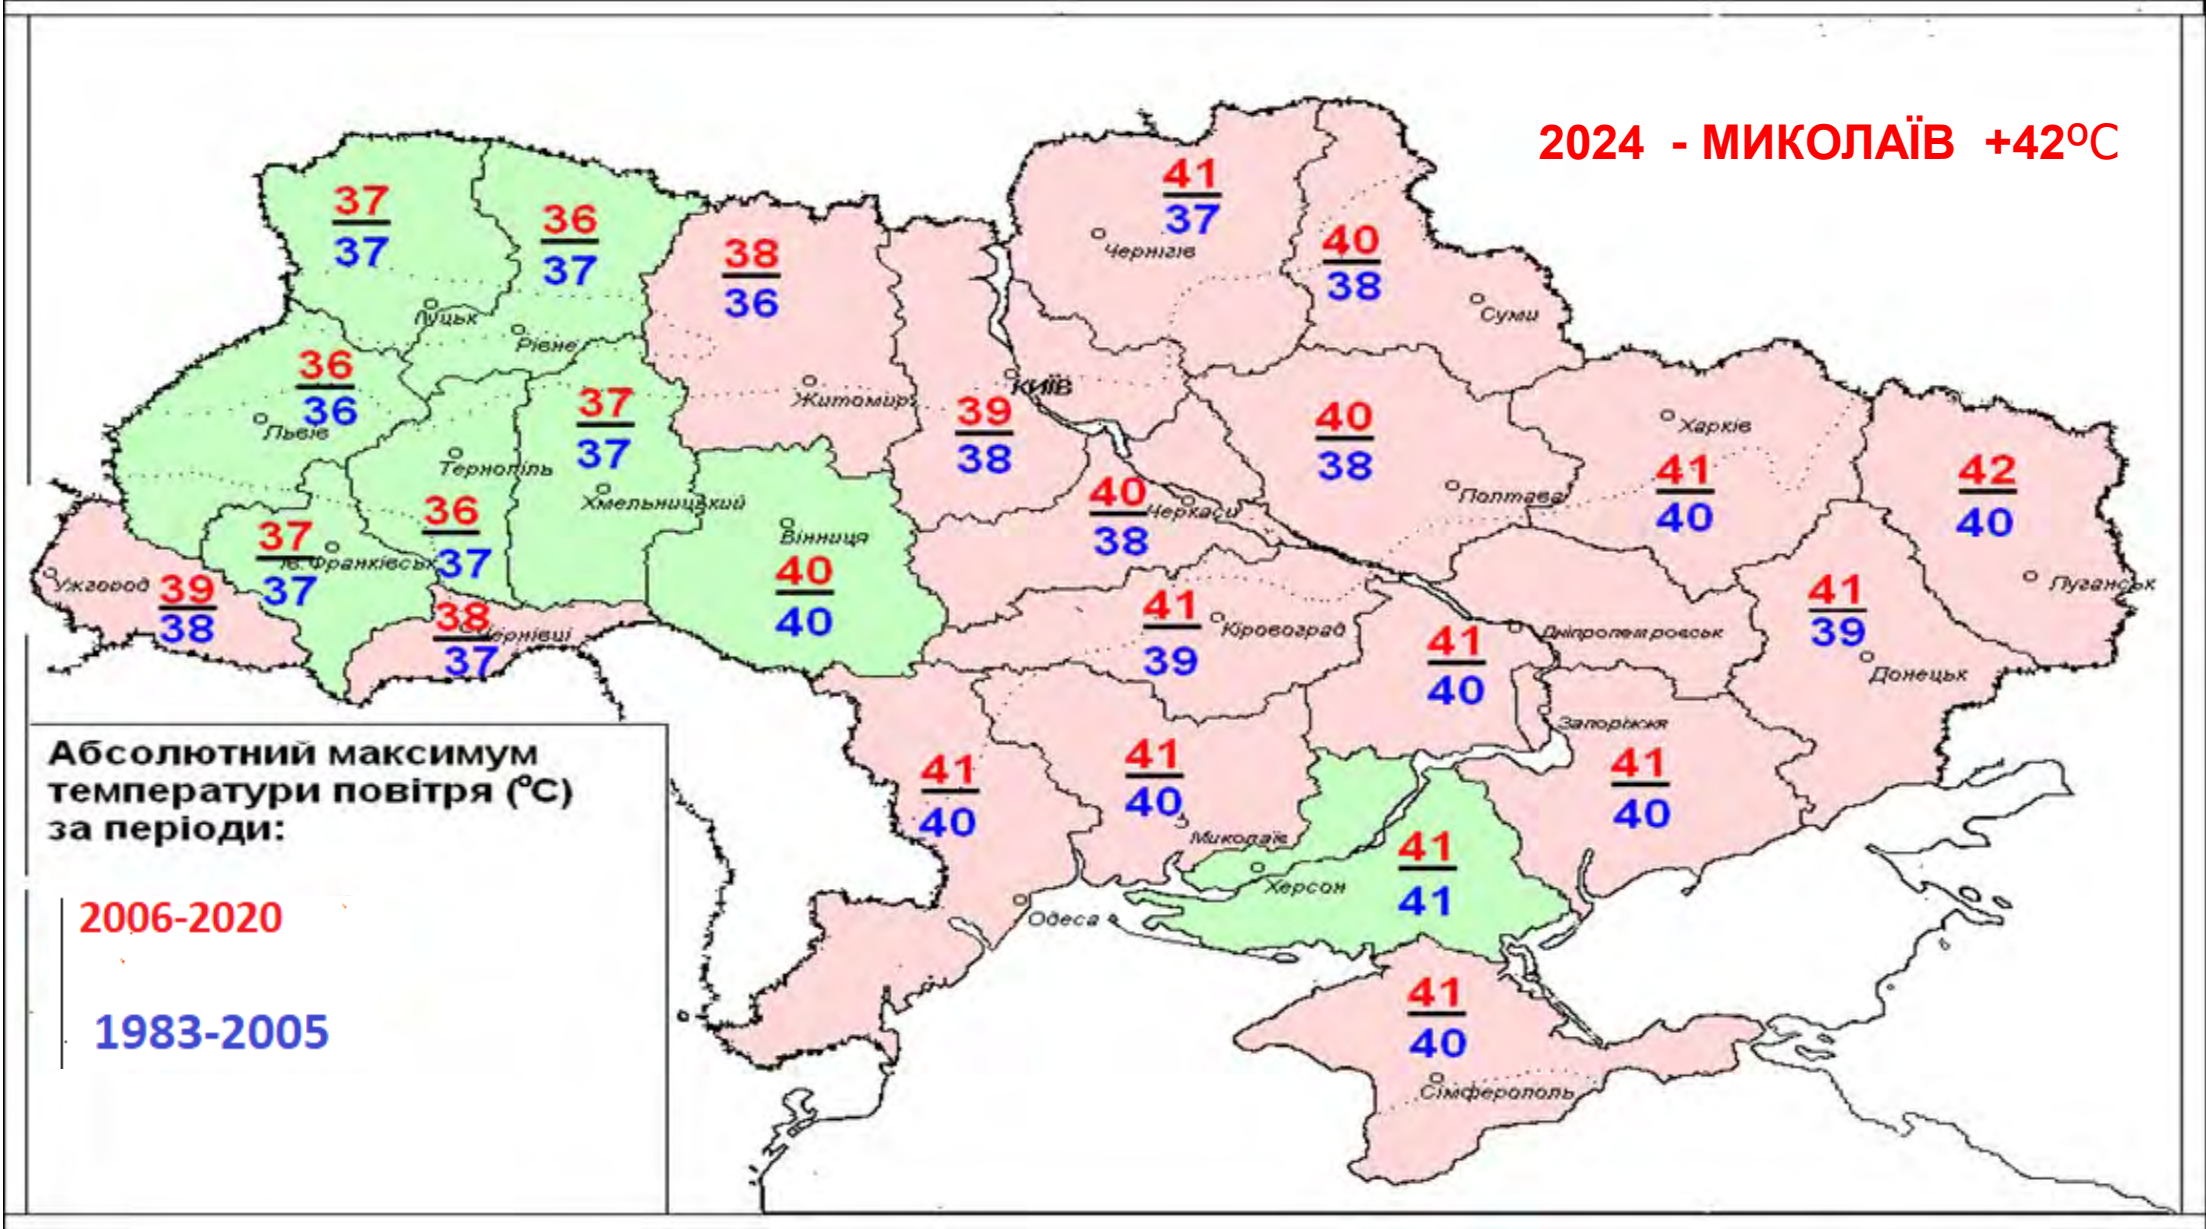 2024 - МИКОЛАЇВ +42⁰С
41
37
37
37
36
37
Чернігів
40
38
38
36
Суми
Луцьк
Рівне
36
36
Київ
Житомир
37
37
39
38
40
38
Харків
Львів
Тернопіль
41
40
42
40
Хмельницький
40
38
Черкаси
Полтава
36
37
Вінниця
37
37
Ів.Франківськ
40
40
Ужгород
39
38
Луганськ
41
39
38
37
Чернівці
41
39
Кіровоград
Дніпропетровськ
41
40
Донецьк
Запоріжжя
Абсолютний максимум
температури повітря (⁰С)
за періоди:
41
40
41
40
41
40
Миколаїв
41
41
Херсон
2006-2020
Одеса
41
40
1983-2005
Сімферополь